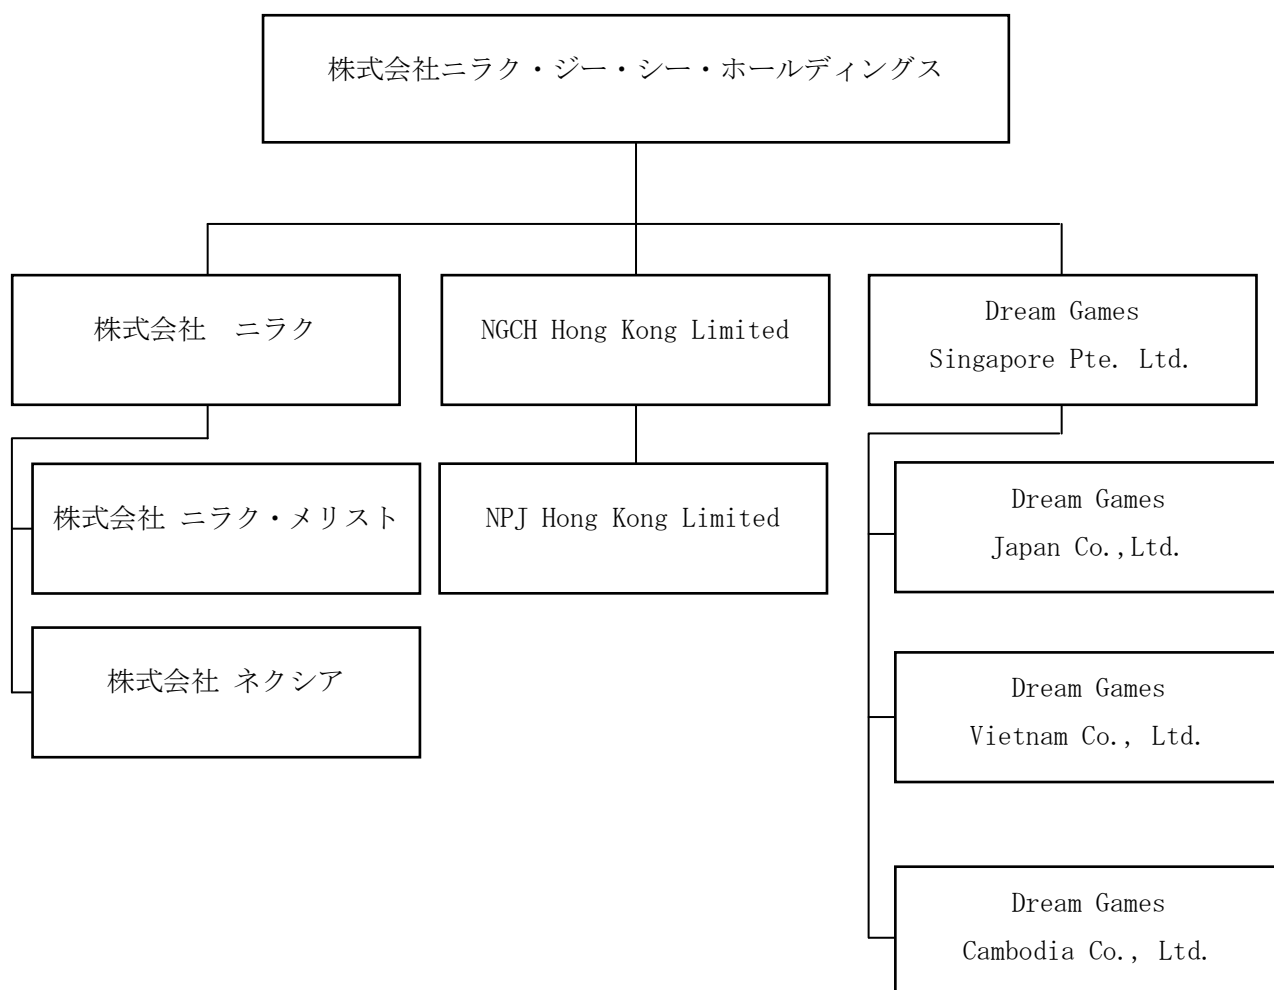 株式会社ニラク・ジー・シー・ホールディングス
株式会社　ニラク
NGCH Hong Kong Limited
Dream Games
Singapore Pte. Ltd.
株式会社 ニラク・メリスト
NPJ Hong Kong Limited
Dream Games
Japan Co.,Ltd.
株式会社 ネクシア
Dream Games
Vietnam Co., Ltd.
Dream Games
Cambodia Co., Ltd.